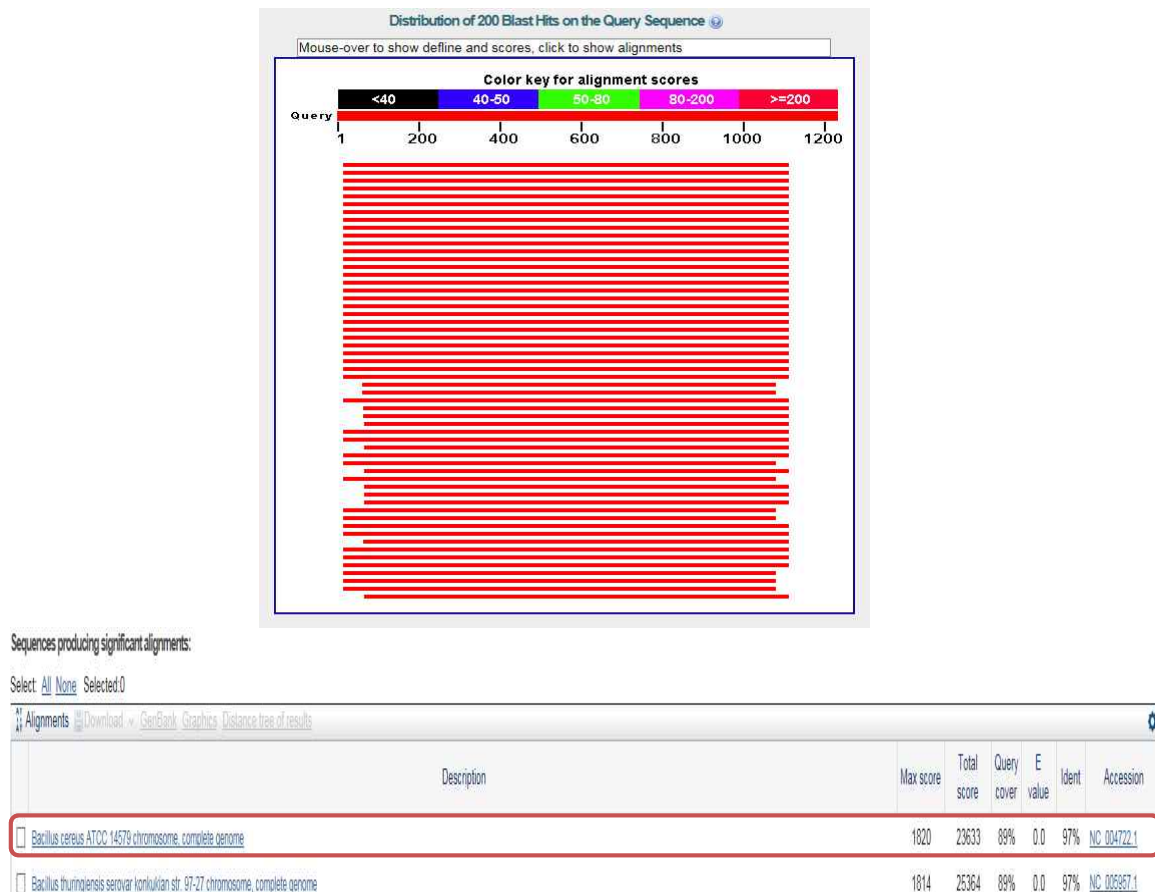 Distribution of 200 Blast Hits on the Query Sequence
Mouse-over to show defline and scores, click to show alignments
Color key for alignment scores
<40 40-50 50-80 80-200 >=200
Query
1 200 400 600 800 1000 1200
Sequences producing significant alignments:
Select: All None Selected:0
Alignments Download GenBank Graphics Distance tree of results
Description Max score Total score Query cover E value Ident Accession
Bacillus cereus ATCC 14579 chromosome, complete genome 1820 23633 89% 0.0 97% NC_004722.1
Bacillus thuringiensis serovar konkukian str. 97-27 chromosome, complete genome 1814 25364 89% 0.0 97% NC_005957.1